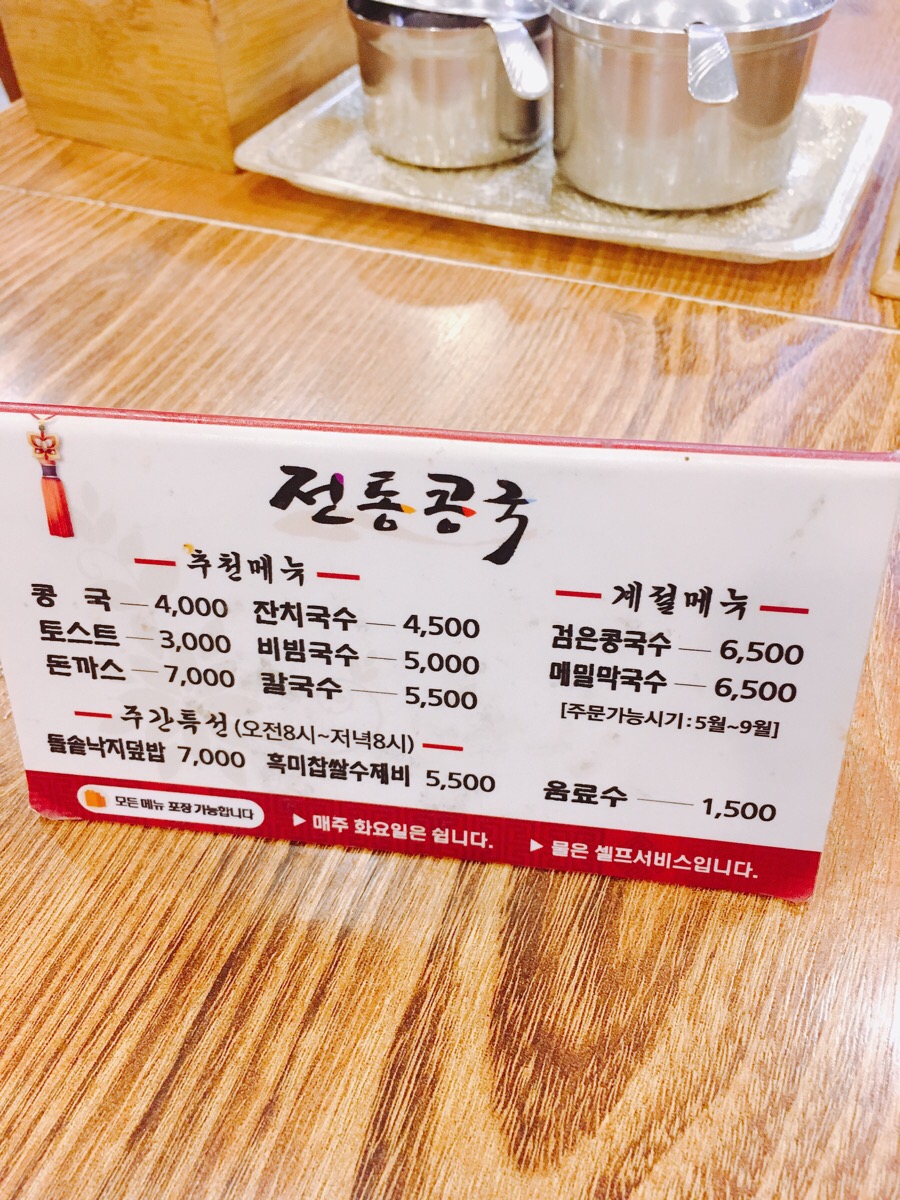 전통콩국
추천메뉴
콩 국 — 4,000
토스트 — 3,000
돈까스 — 7,000
잔치국수 — 4,500
비빔국수 — 5,000
칼국수 — 5,500
주간특선 (오전8시~저녁8시)
돌솥낙지덮밥 7,000
흑미찹쌀수제비 5,500
계절메뉴
검은콩국수 — 6,500
메밀막국수 — 6,500
[주문가능시기 : 5월~9월]
음료수 — 1,500
모든 메뉴 포장 가능합니다
▶ 매주 화요일은 쉽니다.
▶ 물은 셀프서비스입니다.